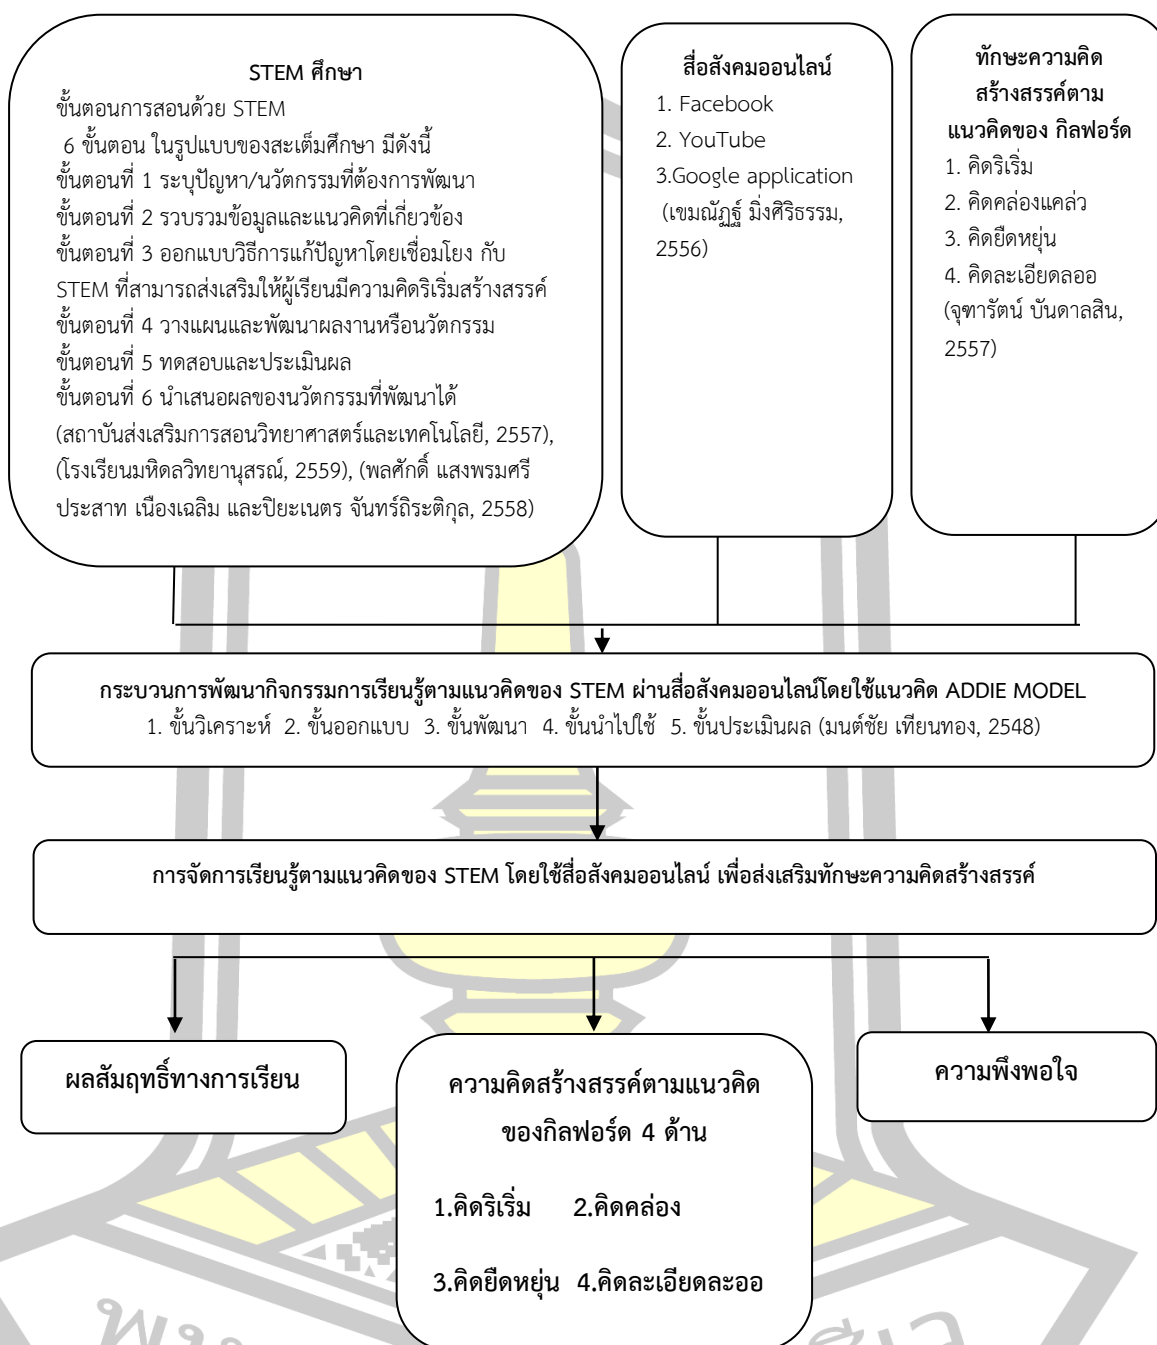 STEM ศึกษา
ขั้นตอนการสอนด้วย STEM
6 ขั้นตอน ในรูปแบบของสะเต็มศึกษา มีดังนี้
ขั้นตอนที่ 1 ระบุปัญหา/นวัตกรรมที่ต้องการพัฒนา
ขั้นตอนที่ 2 รวบรวมข้อมูลและแนวคิดที่เกี่ยวข้อง
ขั้นตอนที่ 3 ออกแบบวิธีการแก้ปัญหาโดยเชื่อมโยง กับ
STEM ที่สามารถส่งเสริมให้ผู้เรียนมีความคิดริเริ่มสร้างสรรค์
ขั้นตอนที่ 4 วางแผนและพัฒนาผลงานหรือนวัตกรรม
ขั้นตอนที่ 5 ทดสอบและประเมินผล
ขั้นตอนที่ 6 นำเสนอผลของนวัตกรรมที่พัฒนาได้
(สถาบันส่งเสริมการสอนวิทยาศาสตร์และเทคโนโลยี, 2557),
(โรงเรียนมหิดลวิทยานุสรณ์, 2559), (พลศักดิ์ แสงพรมศรี
ประสาท เนืองเฉลิม และปิยะเนตร จันทร์ถิระติกุล, 2558)
สื่อสังคมออนไลน์
1. Facebook
2. YouTube
3.Google application
(เขมณัฏฐ์ มิ่งศิริธรรม,
2556)
ทักษะความคิด
สร้างสรรค์ตาม
แนวคิดของ กิลฟอร์ด
1. คิดริเริ่ม
2. คิดคล่องแคล่ว
3. คิดยืดหยุ่น
4. คิดละเอียดลออ
(จุฑารัตน์ บันดาลสิน,
2557)
กระบวนการพัฒนากิจกรรมการเรียนรู้ตามแนวคิดของ STEM ผ่านสื่อสังคมออนไลน์โดยใช้แนวคิด ADDIE MODEL
1. ขั้นวิเคราะห์ 2. ขั้นออกแบบ 3. ขั้นพัฒนา 4. ขั้นนำไปใช้ 5. ขั้นประเมินผล (มนต์ชัย เทียนทอง, 2548)
การจัดการเรียนรู้ตามแนวคิดของ STEM โดยใช้สื่อสังคมออนไลน์ เพื่อส่งเสริมทักษะความคิดสร้างสรรค์
ผลสัมฤทธิ์ทางการเรียน
ความคิดสร้างสรรค์ตามแนวคิด
ของกิลฟอร์ด 4 ด้าน
1.คิดริเริ่ม 2.คิดคล่อง
3.คิดยืดหยุ่น 4.คิดละเอียดละออ
ความพึงพอใจ